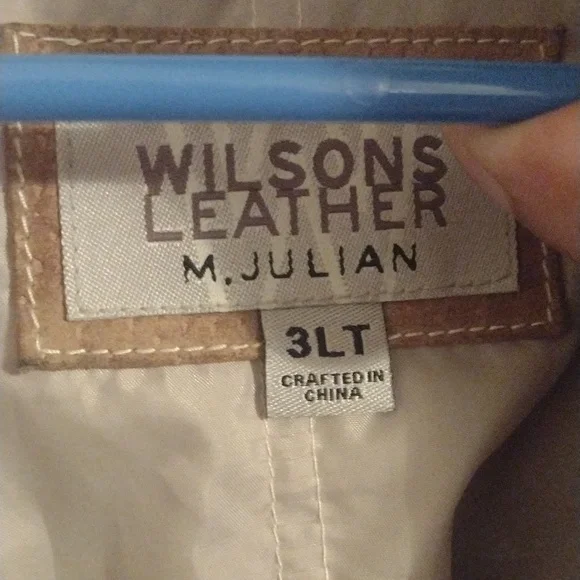 WILSONS
LEATHER
M. JULIAN
3LT
CRAFTED IN
CHINA